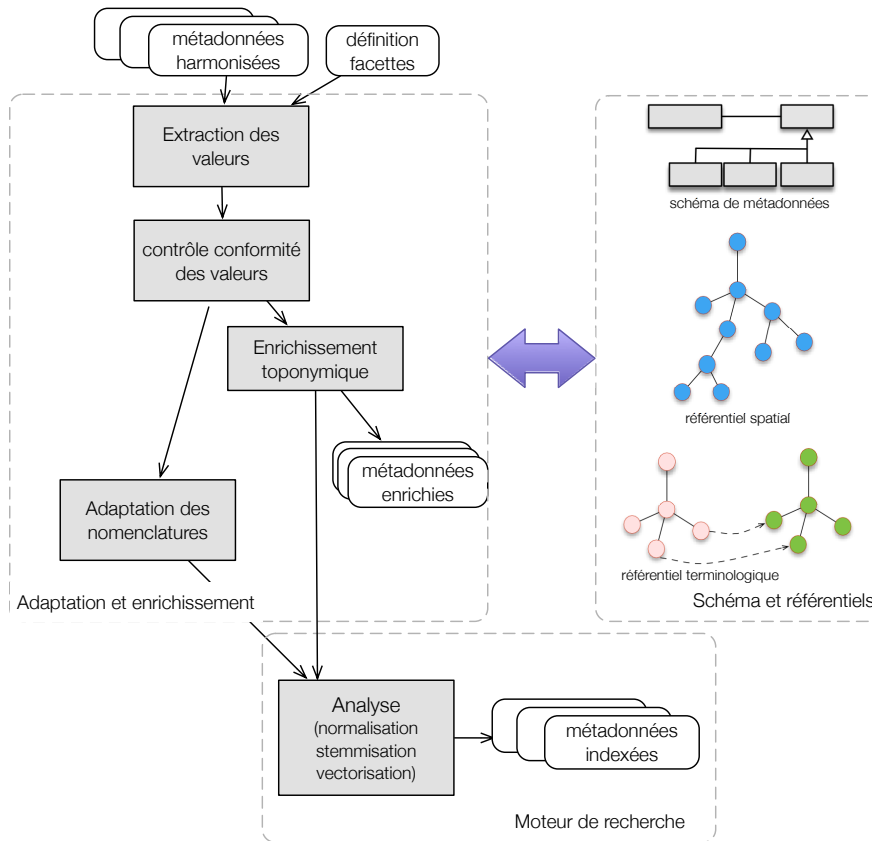 métadonnées
harmonisées
définition
facettes
Extraction des
valeurs
contrôle conformité
des valeurs
Enrichissement
toponymique
métadonnées
enrichies
Adaptation des
nomenclatures
Adaptation et enrichissement
schéma de métadonnées
référentiel spatial
référentiel terminologique
Schéma et référentiels
Analyse
(normalisation
stemmisation
vectorisation)
métadonnées
indexées
Moteur de recherche